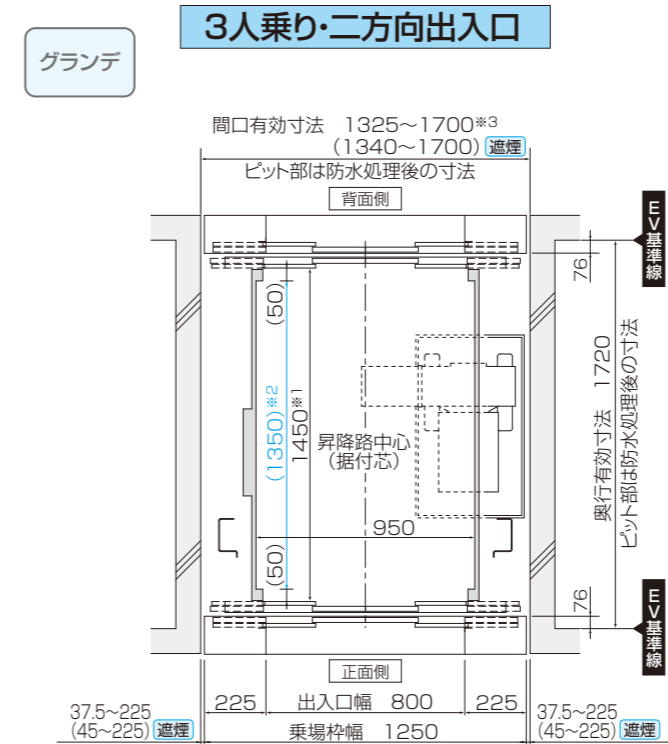 3人乗り・二方向出入口
グランデ
間口有効寸法 1325～1700※3
(1340～1700) 遮煙
ピット部は防水処理後の寸法
背面側
EV基準線
76
(50)
(1350)※2
1450※1
昇降路中心
(据付芯)
奥行有効寸法 1720
ピット部は防水処理後の寸法
950
(50)
76
EV基準線
正面側
225
出入口幅 800
225
37.5～225
(45～225) 遮煙
乗場枠幅 1250
37.5～225
(45～225) 遮煙